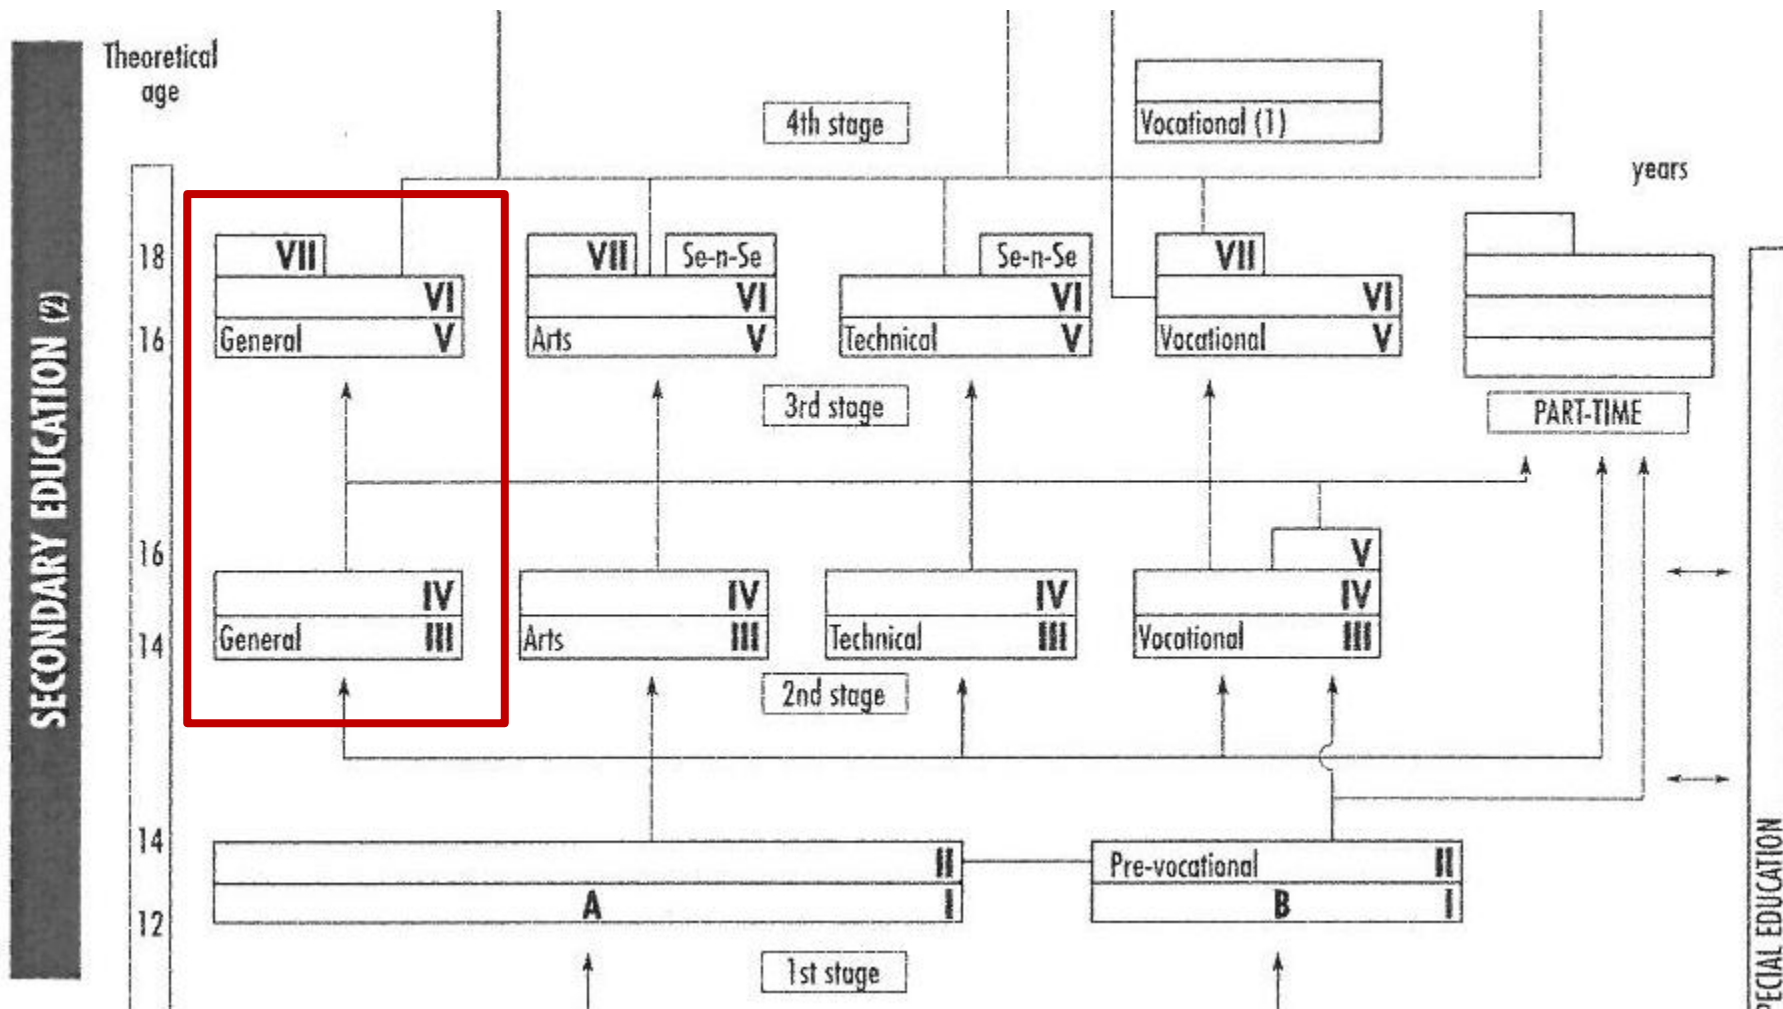 Theoretical
age
SECONDARY EDUCATION (2)
4th stage
Vocational (1)
years
18
VII
VII
Se-n-Se
Se-n-Se
VII
VI
VI
VI
VI
16
General V
Arts V
Technical V
Vocational V
3rd stage
PART-TIME
16
V
IV
IV
IV
IV
14
General III
Arts III
Technical III
Vocational III
2nd stage
14
II
Pre-vocational II
12
A I
B I
1st stage
PECIAL EDUCATION